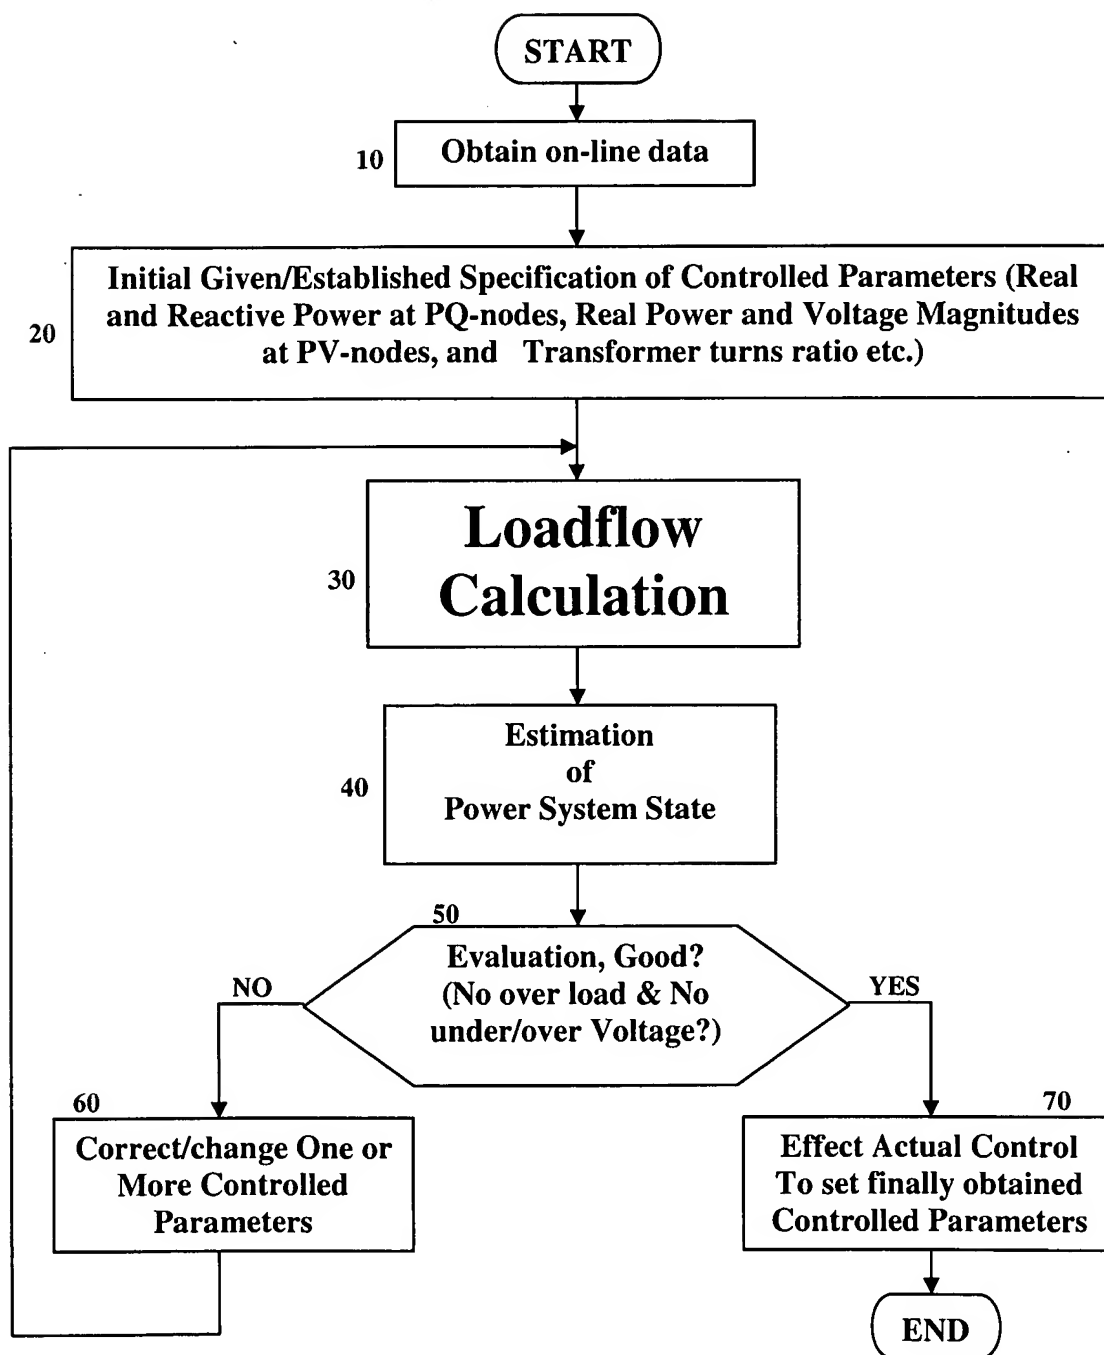 START
10
Obtain on-line data
Initial Given/Established Specification of Controlled Parameters (Real
and Reactive Power at PQ-nodes, Real Power and Voltage Magnitudes
at PV-nodes, and Transformer turns ratio etc.)
20
Loadflow
Calculation
30
Estimation
of
Power System State
40
50
Evaluation, Good?
(No over load & No
under/over Voltage?)
NO
YES
60
Correct/change One or
More Controlled
Parameters
70
Effect Actual Control
To set finally obtained
Controlled Parameters
END